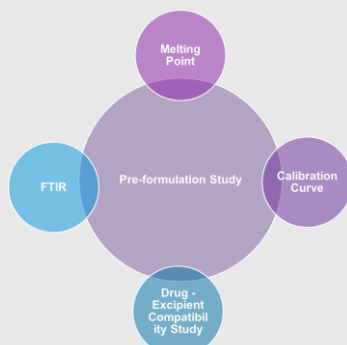 Melting
Point
FTIR
Pre-formulation Study
Calibration
Curve
Drug -
Excipient
Compatibil
ity Study